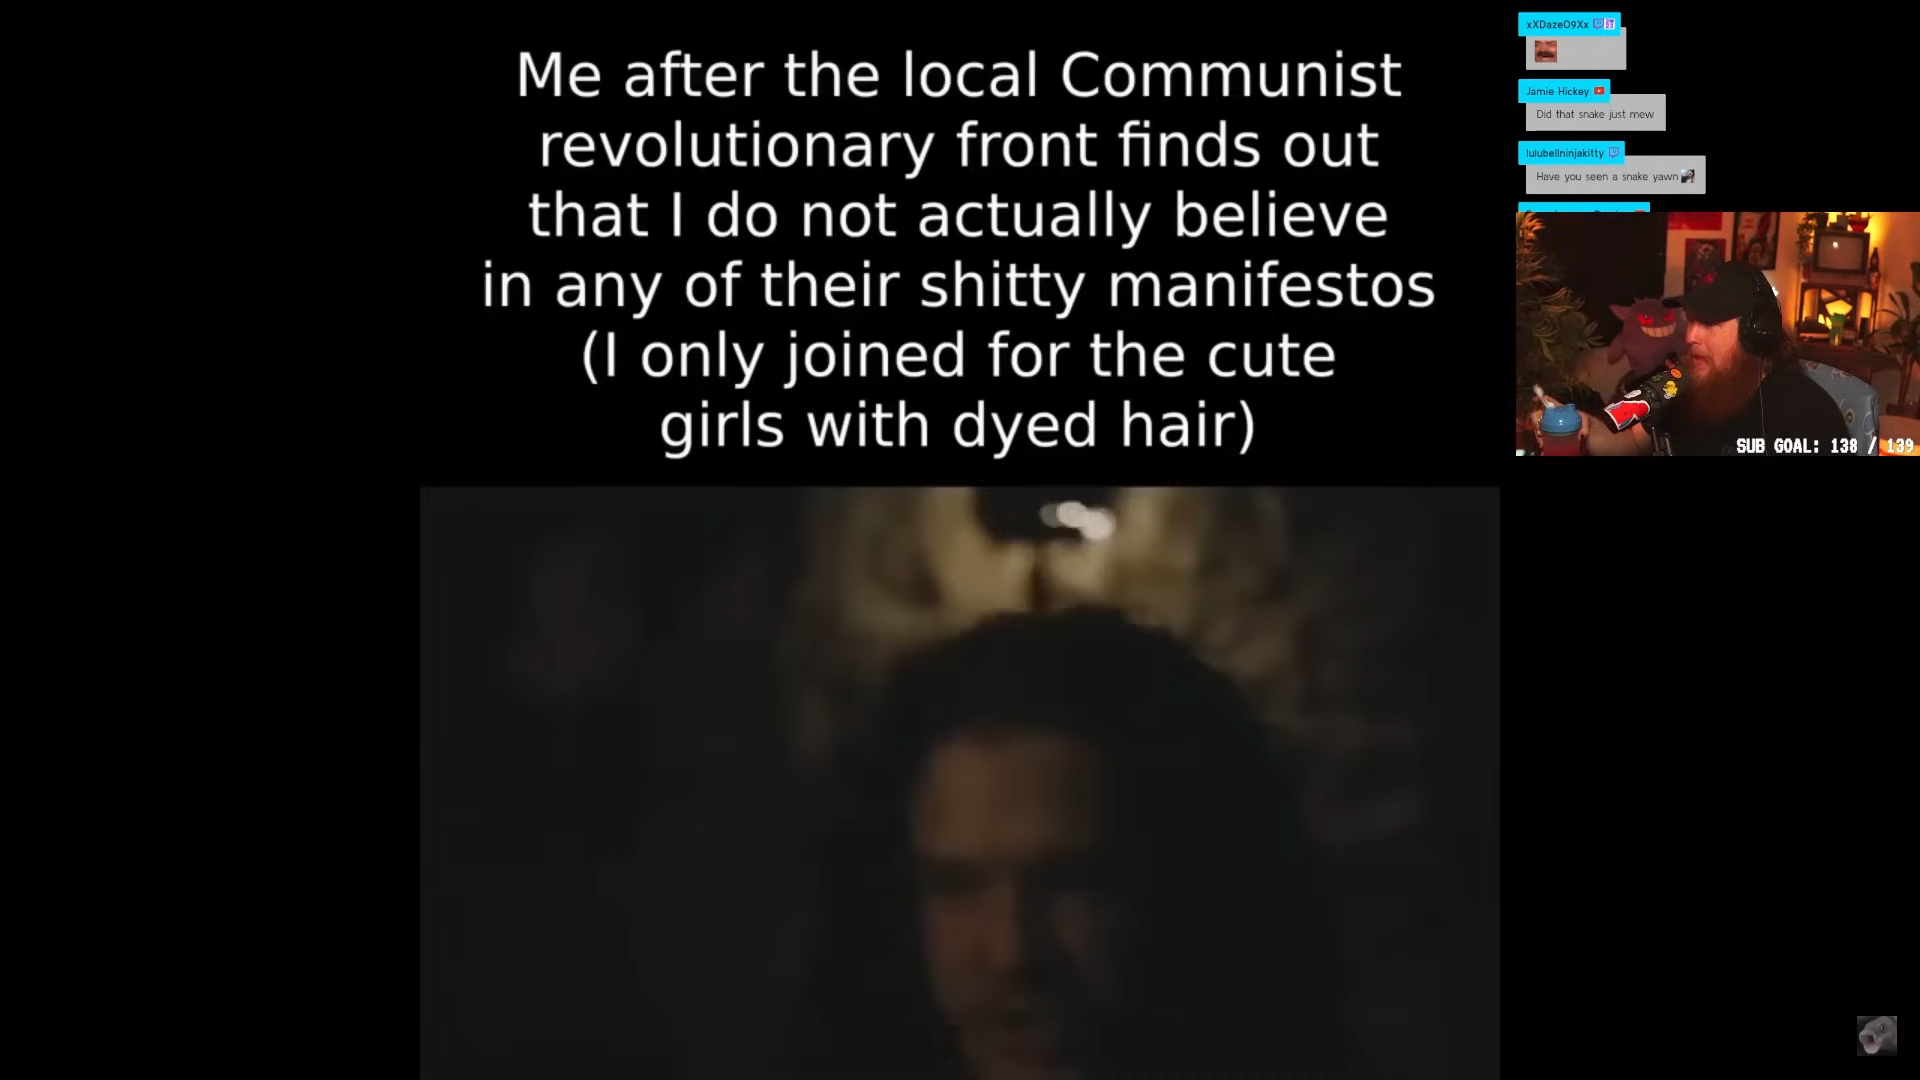 Me after the local Communist
revolutionary front finds out
that I do not actually believe
in any of their shitty manifestos
(I only joined for the cute
girls with dyed hair)
xXDazeO9Xx
Jamie Hickey
Did that snake just mew
lulubellninjakitty
Have you seen a snake yawn
SUB GOAL: 138 / 139